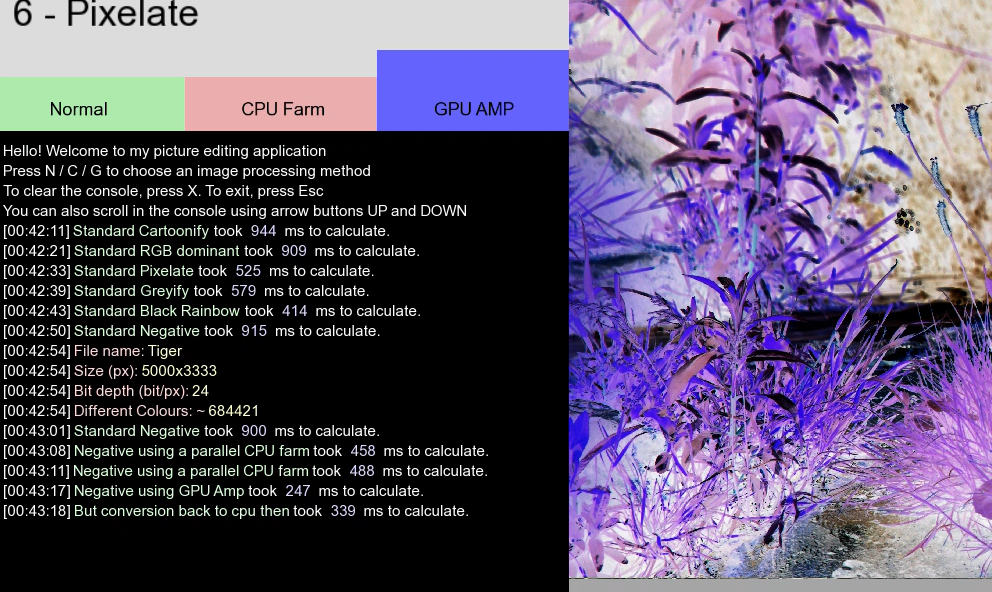 6 - Pixelate
Normal
CPU Farm
GPU AMP
Hello! Welcome to my picture editing application
Press N / C / G to choose an image processing method
To clear the console, press X. To exit, press Esc
You can also scroll in the console using arrow buttons UP and DOWN
[00:42:11] Standard Cartoonify took 944 ms to calculate.
[00:42:21] Standard RGB dominant took 909 ms to calculate.
[00:42:33] Standard Pixelate took 525 ms to calculate.
[00:42:39] Standard Greyify took 579 ms to calculate.
[00:42:43] Standard Black Rainbow took 414 ms to calculate.
[00:42:50] Standard Negative took 915 ms to calculate.
[00:42:54] File name: Tiger
[00:42:54] Size (px): 5000x3333
[00:42:54] Bit depth (bit/px): 24
[00:42:54] Different Colours: ~ 684421
[00:43:01] Standard Negative took 900 ms to calculate.
[00:43:08] Negative using a parallel CPU farm took 458 ms to calculate.
[00:43:11] Negative using a parallel CPU farm took 488 ms to calculate.
[00:43:17] Negative using GPU Amp took 247 ms to calculate.
[00:43:18] But conversion back to cpu then took 339 ms to calculate.